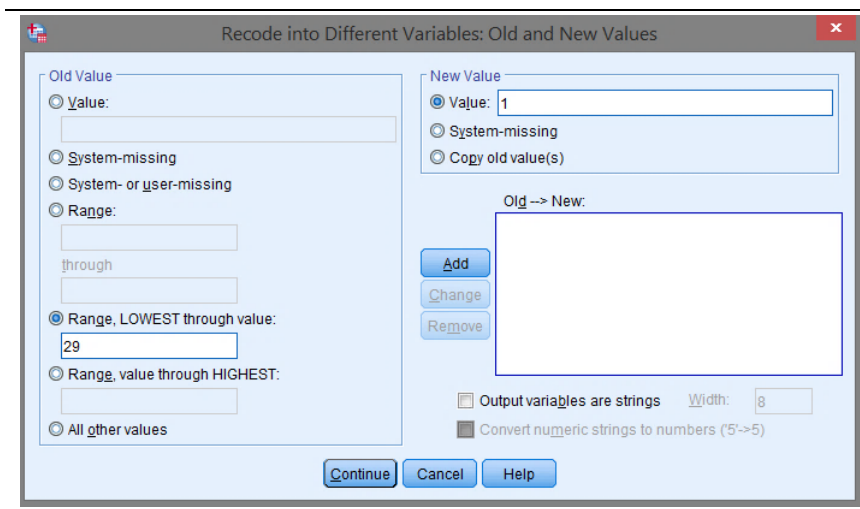 Recode into Different Variables: Old and New Values
Old Value
Value:
System-missing
System- or user-missing
Range:
through
Range, LOWEST through value:
29
Range, value through HIGHEST:
All other values
New Value
Value: 1
System-missing
Copy old value(s)
Old --> New:
Add
Change
Remove
Output variables are strings Width: 8
Convert numeric strings to numbers ('5'->5)
Continue Cancel Help